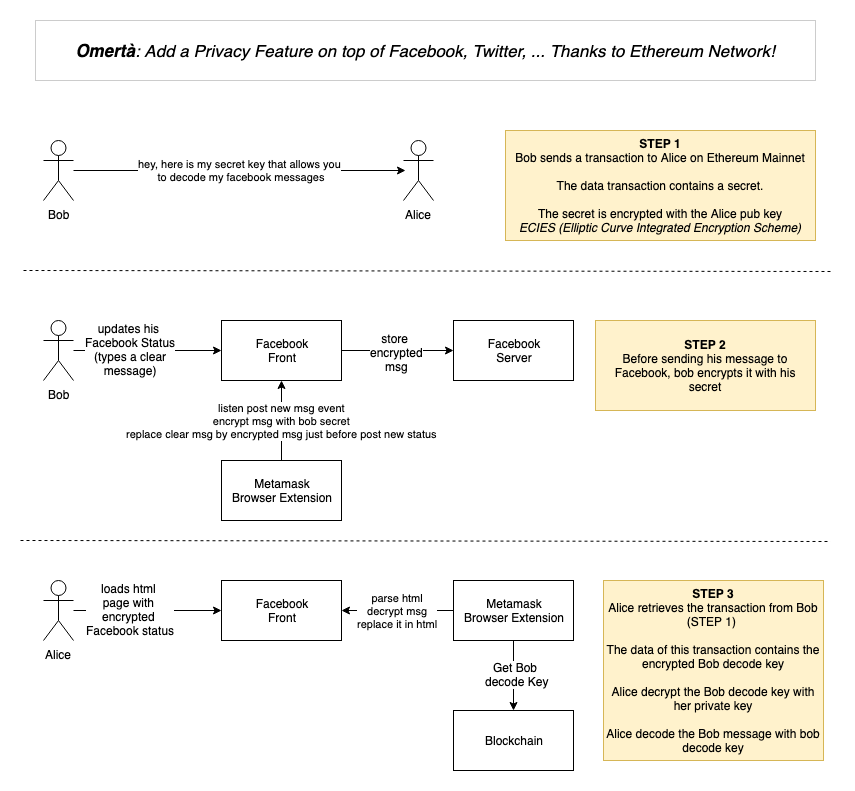 Omertà: Add a Privacy Feature on top of Facebook, Twitter, ... Thanks to Ethereum Network!
hey, here is my secret key that allows you
to decode my facebook messages
Bob
Alice
STEP 1
Bob sends a transaction to Alice on Ethereum Mainnet
The data transaction contains a secret.
The secret is encrypted with the Alice pub key
ECIES (Elliptic Curve Integrated Encryption Scheme)
updates his
Facebook Status
(types a clear
message)
Bob
Facebook
Front
store
encrypted
msg
Facebook
Server
listen post new msg event
encrypt msg with bob secret
replace clear msg by encrypted msg just before post new status
Metamask
Browser Extension
STEP 2
Before sending his message to
Facebook, bob encrypts it with his
secret
loads html
page with
encrypted
Facebook status
Alice
Facebook
Front
parse html
decrypt msg
replace it in html
Metamask
Browser Extension
Get Bob
decode Key
Blockchain
STEP 3
Alice retrieves the transaction from Bob
(STEP 1)
The data of this transaction contains the
encrypted Bob decode key
Alice decrypt the Bob decode key with
her private key
Alice decode the Bob message with bob
decode key